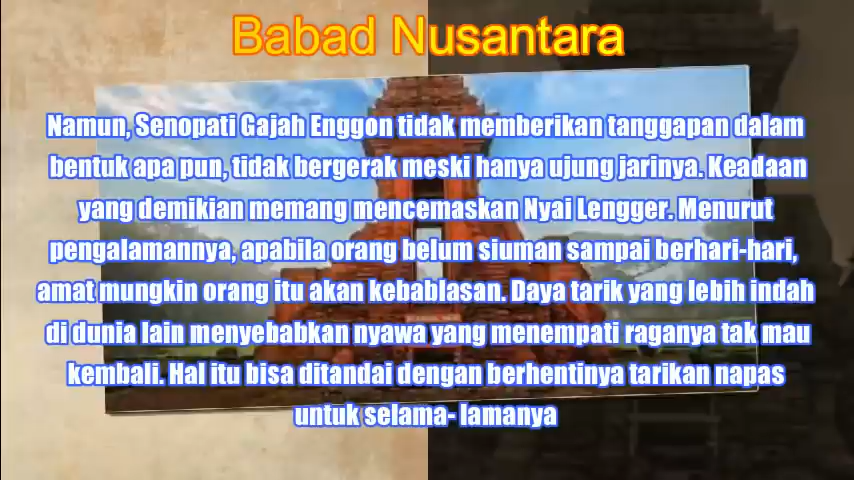 Babad Nusantara
Namun, Senopati Gajah Enggon tidak memberikan tanggapan dalam
bentuk apa pun, tidak bergerak meski hanya ujung jarinya. Keadaan
yang demikian memang mencemaskan Nyai Lengger. Menurut
pengalamannya, apabila orang belum siuman sampai berhari-hari,
amat mungkin orang itu akan kebablasan. Daya tarik yang lebih indah
di dunia lain menyebabkan nyawa yang menempati raganya tak mau
kembali. Hal itu bisa ditandai dengan berhentinya tarikan napas
untuk selama- lamanya